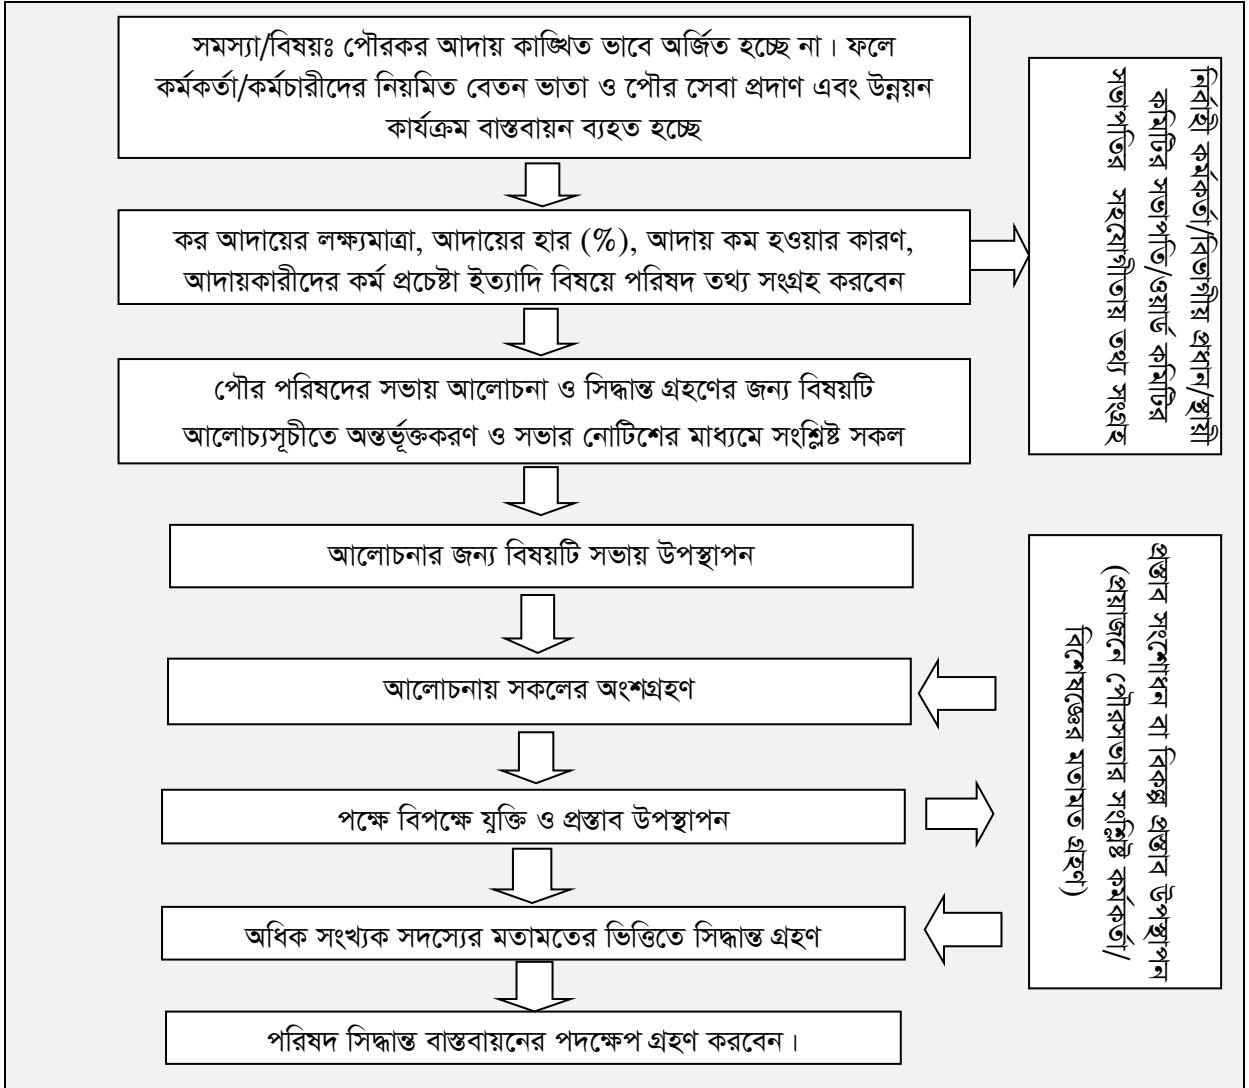 সমস্যা/বিষয়ঃ পৌরকর আদায় কাঙ্খিত ভাবে অর্জিত হচ্ছে না। ফলে
কর্মকর্তা/কর্মচারীদের নিয়মিত বেতন ভাতা ও পৌর সেবা প্রদাণ এবং উন্নয়ন
কার্যক্রম বাস্তবায়ন ব্যহত হচ্ছে
কর আদায়ের লক্ষ্যমাত্রা, আদায়ের হার (%), আদায় কম হওয়ার কারণ,
আদায়কারীদের কর্ম প্রচেষ্টা ইত্যাদি বিষয়ে পরিষদ তথ্য সংগ্রহ করবেন
নির্বাহী কর্মকর্তা/বিভাগীয় প্রধান/স্থায়ী
কমিটির সভাপতি/ওয়ার্ড কমিটির
সভাপতির সহযোগীতায় তথ্য সংগ্রহ
পৌর পরিষদের সভায় আলোচনা ও সিদ্ধান্ত গ্রহণের জন্য বিষয়টি
আলোচ্যসূচীতে অন্তর্ভূক্তকরণ ও সভার নোটিশের মাধ্যমে সংশ্লিষ্ট সকল
আলোচনার জন্য বিষয়টি সভায় উপস্থাপন
আলোচনায় সকলের অংশগ্রহণ
পক্ষে বিপক্ষে যুক্তি ও প্রস্তাব উপস্থাপন
প্রস্তাব সংশোধন বা বিকল্প প্রস্তাব উপস্থাপন
(প্রয়োজনে পৌরসভার সংশ্লিষ্ট কর্মকর্তা/
বিশেষজ্ঞের মতামত গ্রহণ)
অধিক সংখ্যক সদস্যের মতামতের ভিত্তিতে সিদ্ধান্ত গ্রহণ
পরিষদ সিদ্ধান্ত বাস্তবায়নের পদক্ষেপ গ্রহণ করবেন।